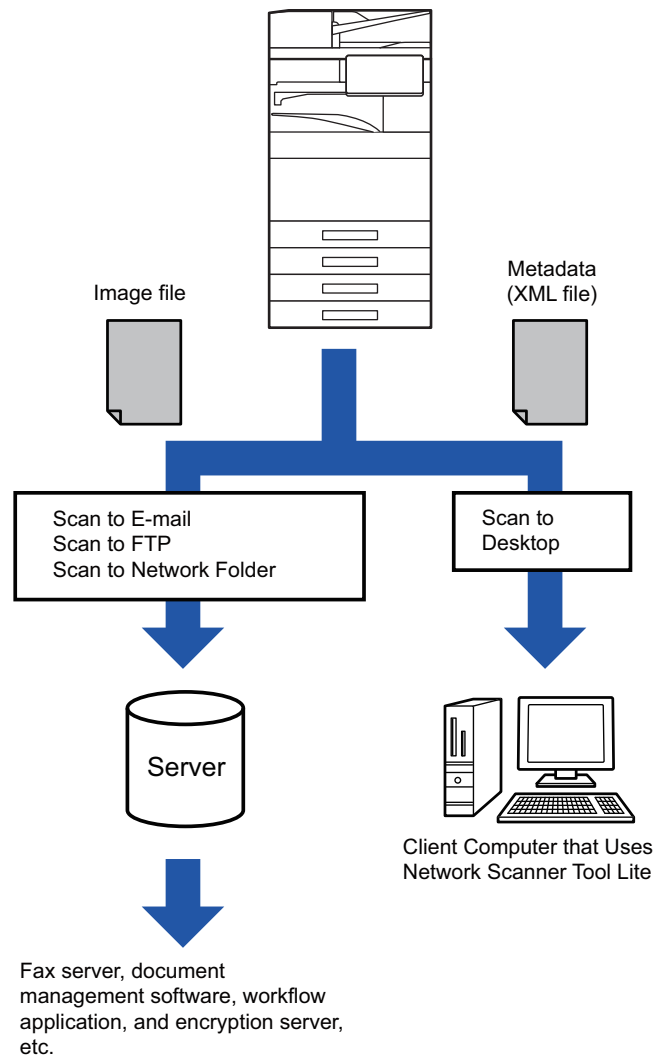 Image file
Metadata
(XML file)
Scan to E-mail
Scan to FTP
Scan to Network Folder
Scan to
Desktop
Server
Client Computer that Uses
Network Scanner Tool Lite
Fax server, document
management software, workflow
application, and encryption server,
etc.